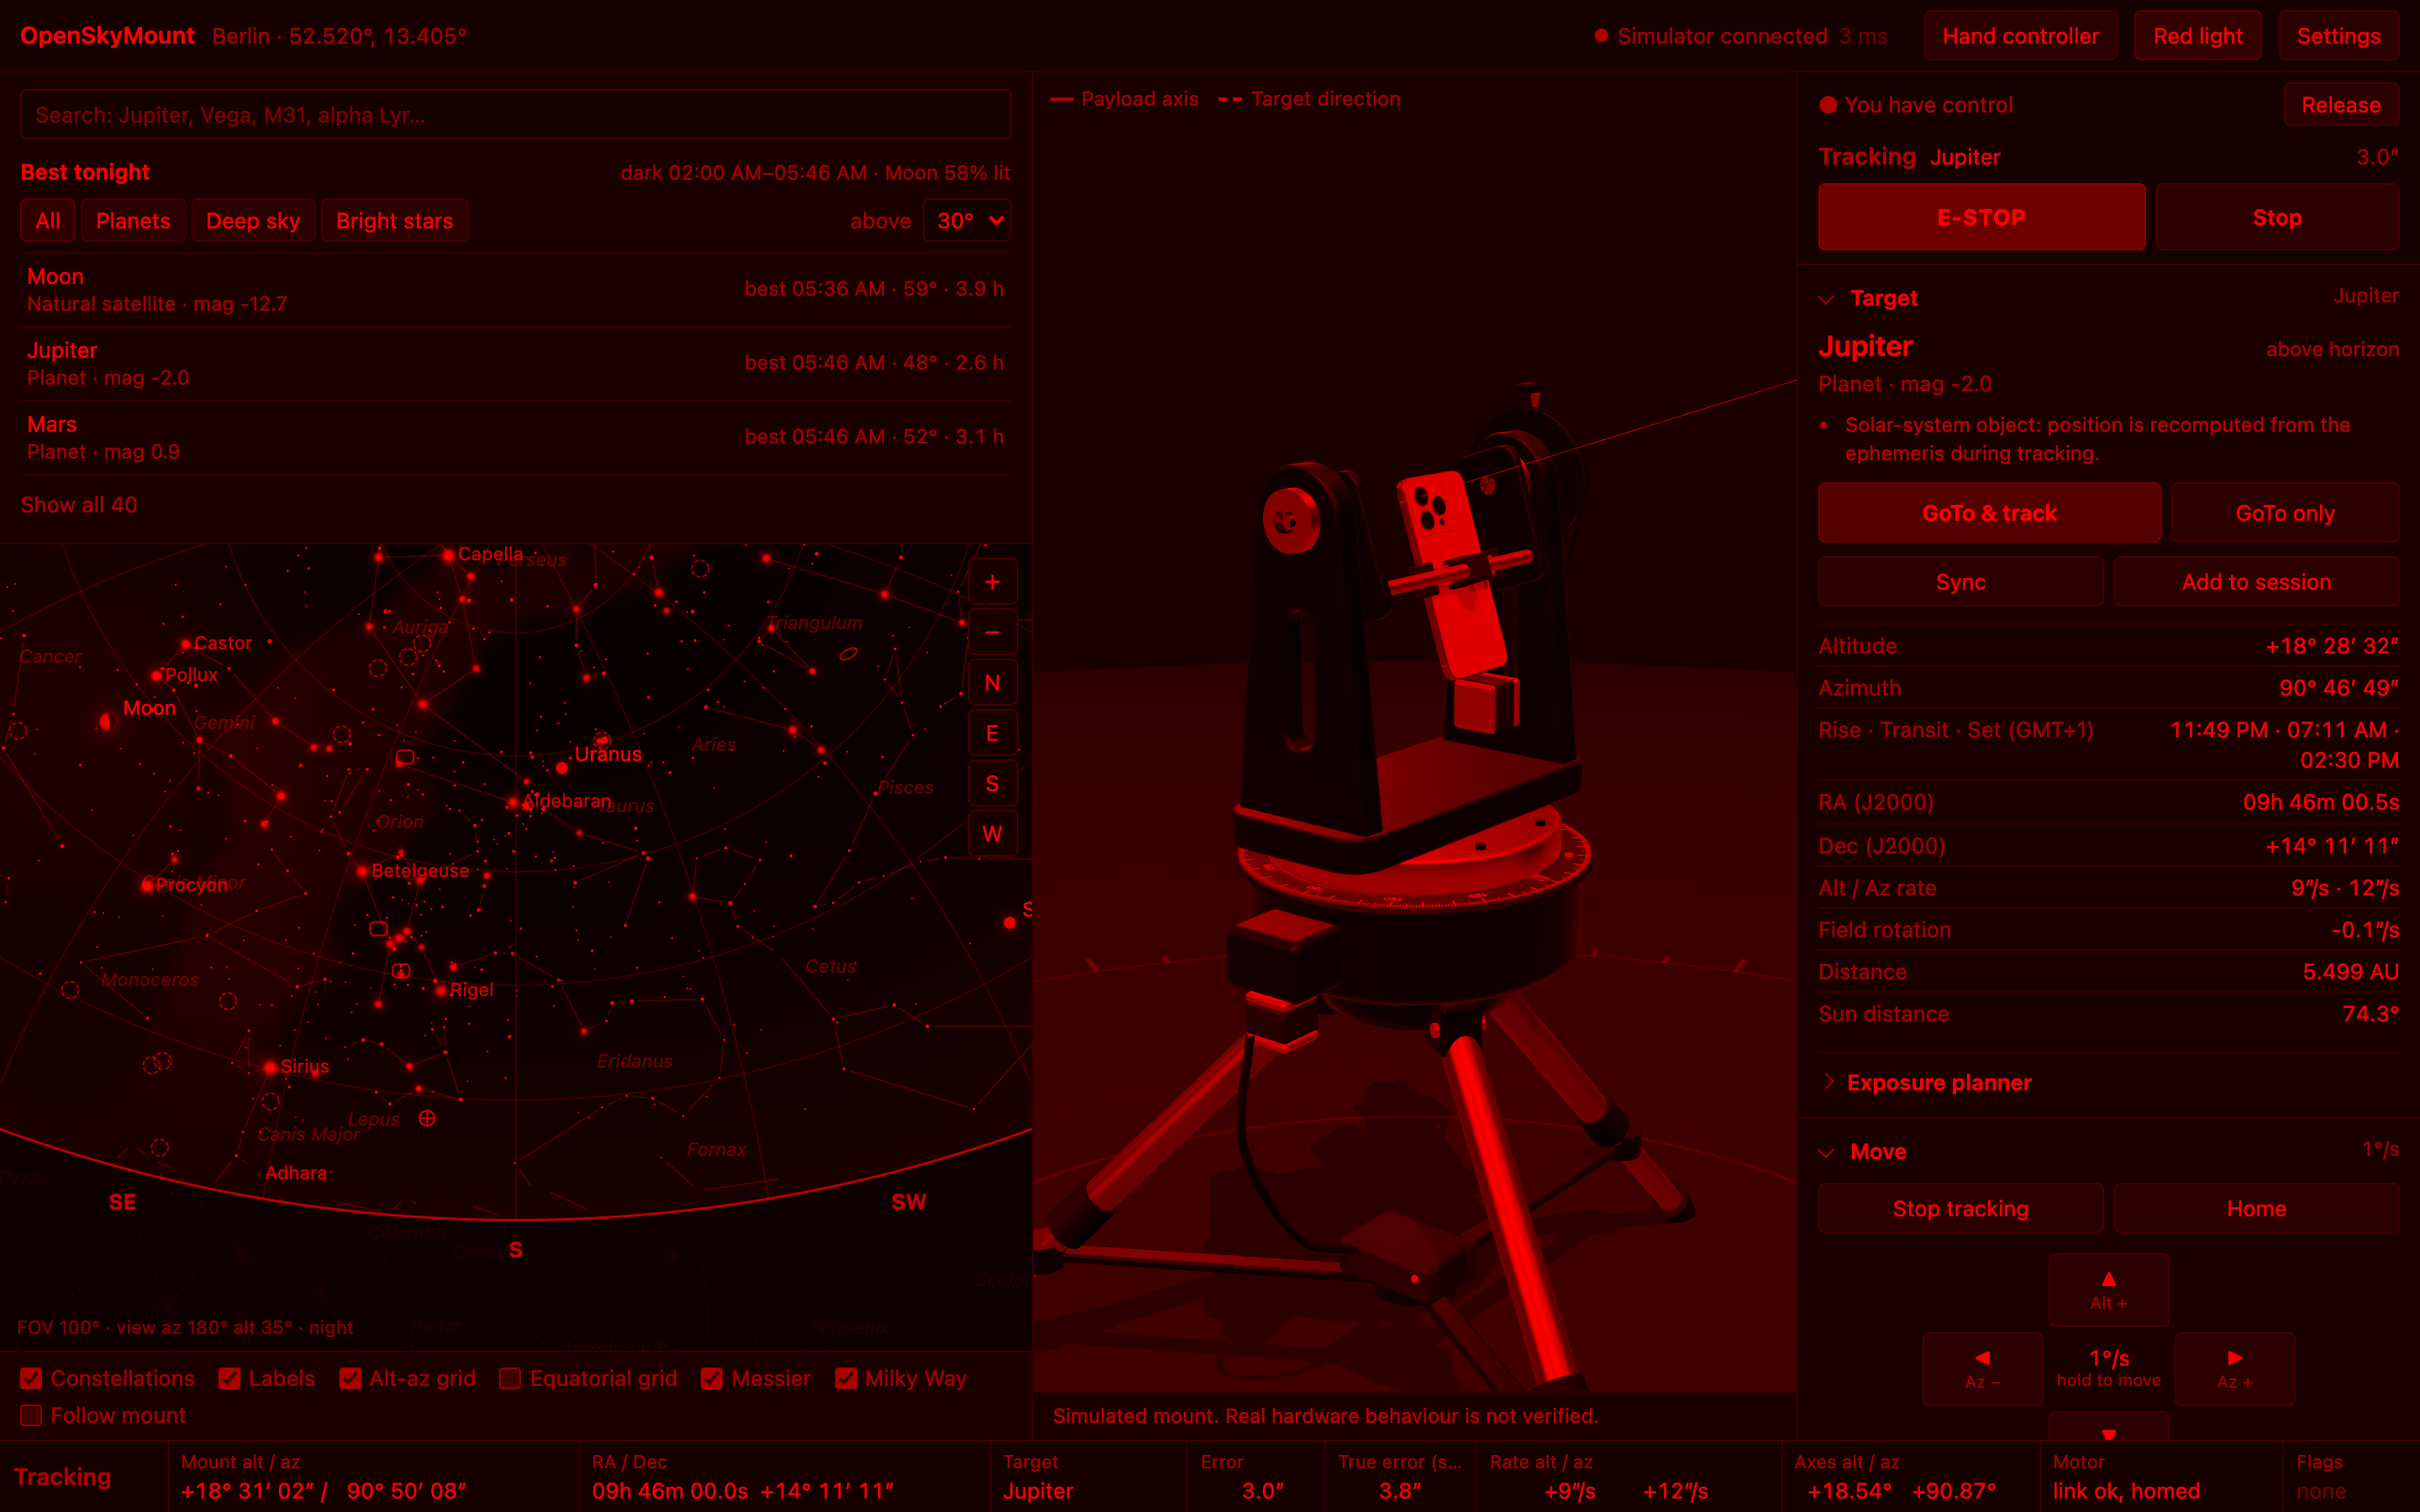 OpenSkyMount Berlin · 52.520°, 13.405°
Simulator connected 3 ms
Hand controller
Red light
Settings
Search: Jupiter, Vega, M31, alpha Lyr...
Best tonight
dark 02:00 AM–05:46 AM · Moon 58% lit
All
Planets
Deep sky
Bright stars
above 30°
Moon
Natural satellite · mag -12.7
best 05:36 AM · 59° · 3.9 h
Jupiter
Planet · mag -2.0
best 05:46 AM · 48° · 2.6 h
Mars
Planet · mag 0.9
best 05:46 AM · 52° · 3.1 h
Show all 40
Capella
Perseus
Auriga
Triangulum
Castor
Cancer
Pollux
Moon
Gemini
Uranus
Aries
Pisces
Aldebaran
Taurus
Orion
Betelgeuse
Procyon
Canis Minor
S
Cetus
Monoceros
Rigel
Eridanus
Sirius
Lepus
Canis Major
Fornax
Adhara
Pyxis
SE
SW
Columba
S
Pictor
Phoenix
+
−
N
E
S
W
FOV 100° · view az 180° alt 35° · night
Constellations
Labels
Alt-az grid
Equatorial grid
Messier
Milky Way
Follow mount
Payload axis
Target direction
Simulated mount. Real hardware behaviour is not verified.
You have control
Release
Tracking Jupiter
3.0″
E-STOP
Stop
Target
Jupiter
Jupiter
above horizon
Planet · mag -2.0
• Solar-system object: position is recomputed from the
ephemeris during tracking.
GoTo & track
GoTo only
Sync
Add to session
Altitude +18° 28′ 32″
Azimuth 90° 46′ 49″
Rise · Transit · Set (GMT+1) 11:49 PM · 07:11 AM ·
02:30 PM
RA (J2000) 09h 46m 00.5s
Dec (J2000) +14° 11′ 11″
Alt / Az rate 9″/s · 12″/s
Field rotation -0.1″/s
Distance 5.499 AU
Sun distance 74.3°
Exposure planner
Move
1°/s
Stop tracking
Home
Alt +
Az −
1°/s
hold to move
Az +
Tracking
Mount alt / az
+18° 31′ 02″ / 90° 50′ 08″
RA / Dec
09h 46m 00.0s +14° 11′ 11″
Target
Jupiter
Error
3.0″
True error (s...
3.8″
Rate alt / az
+9″/s +12″/s
Axes alt / az
+18.54° +90.87°
Motor
link ok, homed
Flags
none